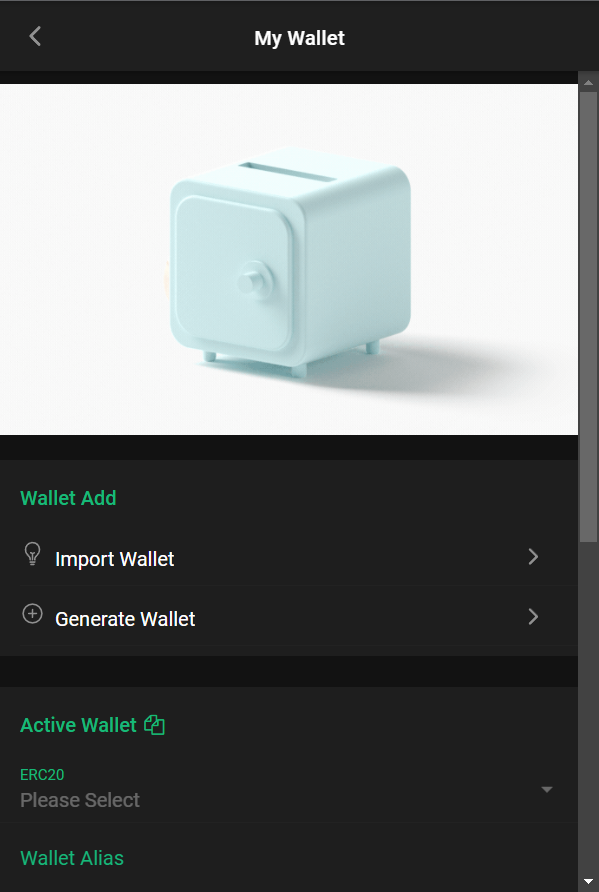 My Wallet
Wallet Add
Import Wallet
Generate Wallet
Active Wallet
ERC20
Please Select
Wallet Alias